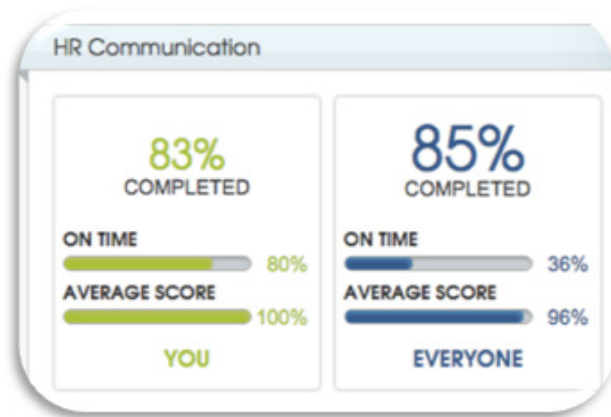 HR Communication
83%
COMPLETED
ON TIME
80%
AVERAGE SCORE
100%
YOU
85%
COMPLETED
ON TIME
36%
AVERAGE SCORE
96%
EVERYONE